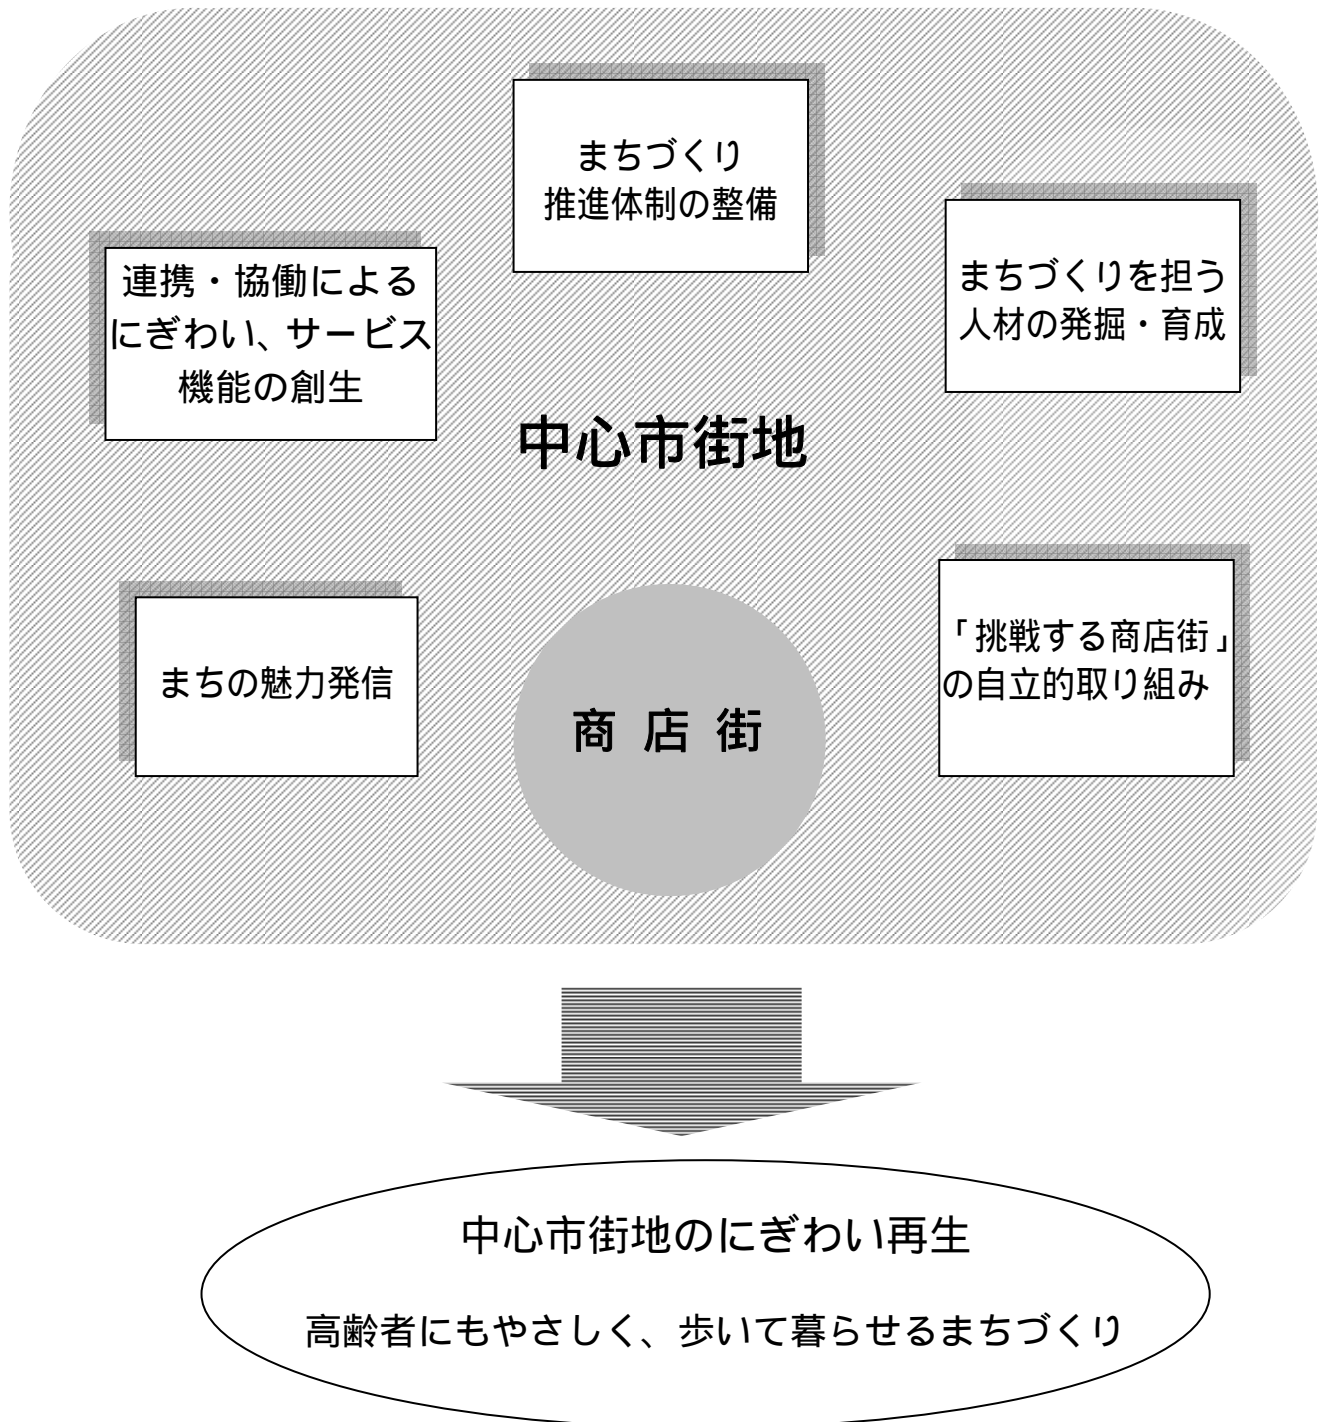 まちづくり
推進体制の整備
まちづくりを担う
人材の発掘・育成
連携・協働による
にぎわい、サービス
機能の創生
中心市街地
「挑戦する商店街」
の自立的取り組み
まちの魅力発信
商 店 街
中心市街地のにぎわい再生
高齢者にもやさしく、歩いて暮らせるまちづくり